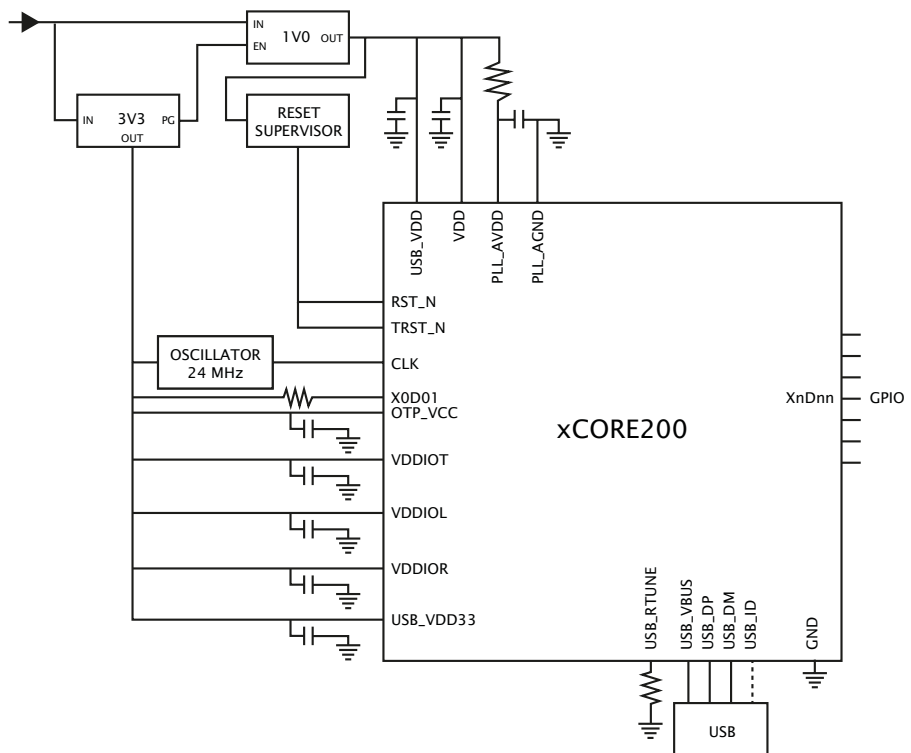 IN
1V0
OUT
EN
IN
3V3
PG
OUT
RESET
SUPERVISOR
USB_VDD
VDD
PLL_AVDD
PLL_AGND
RST_N
TRST_N
OSCILLATOR
24 MHz
CLK
X0D01
OTP_VCC
XnDnn
GPIO
xCORE200
VDDIOT
VDDIOL
VDDIOR
USB_VDD33
USB_RTUNE
USB_VBUS
USB_DP
USB_DM
USB_ID
GND
USB